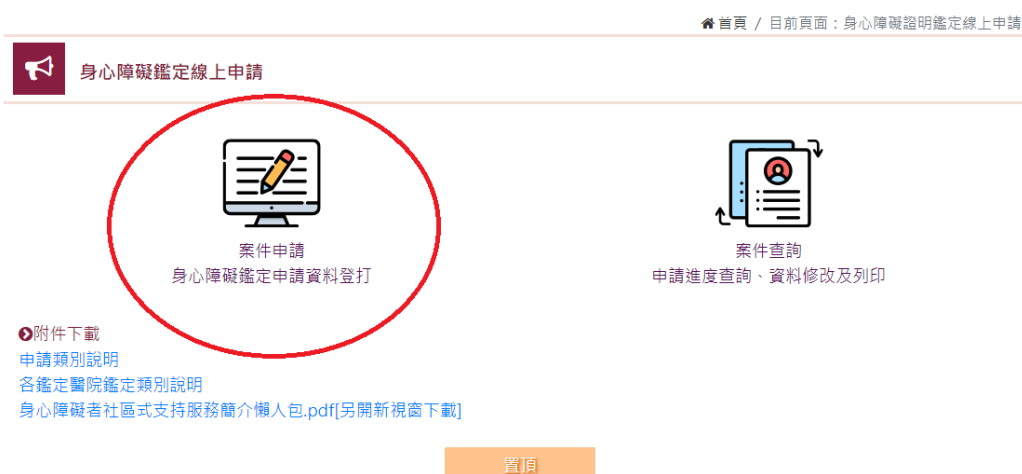 首頁 / 目前頁面：身心障礙證明鑑定線上申請
身心障礙鑑定線上申請
案件申請
身心障礙鑑定申請資料登打
案件查詢
申請進度查詢、資料修改及列印
附件下載
申請類別說明
各鑑定醫院鑑定類別說明
身心障礙者社區式支持服務簡介懶人包.pdf[另開新視窗下載]
置頂